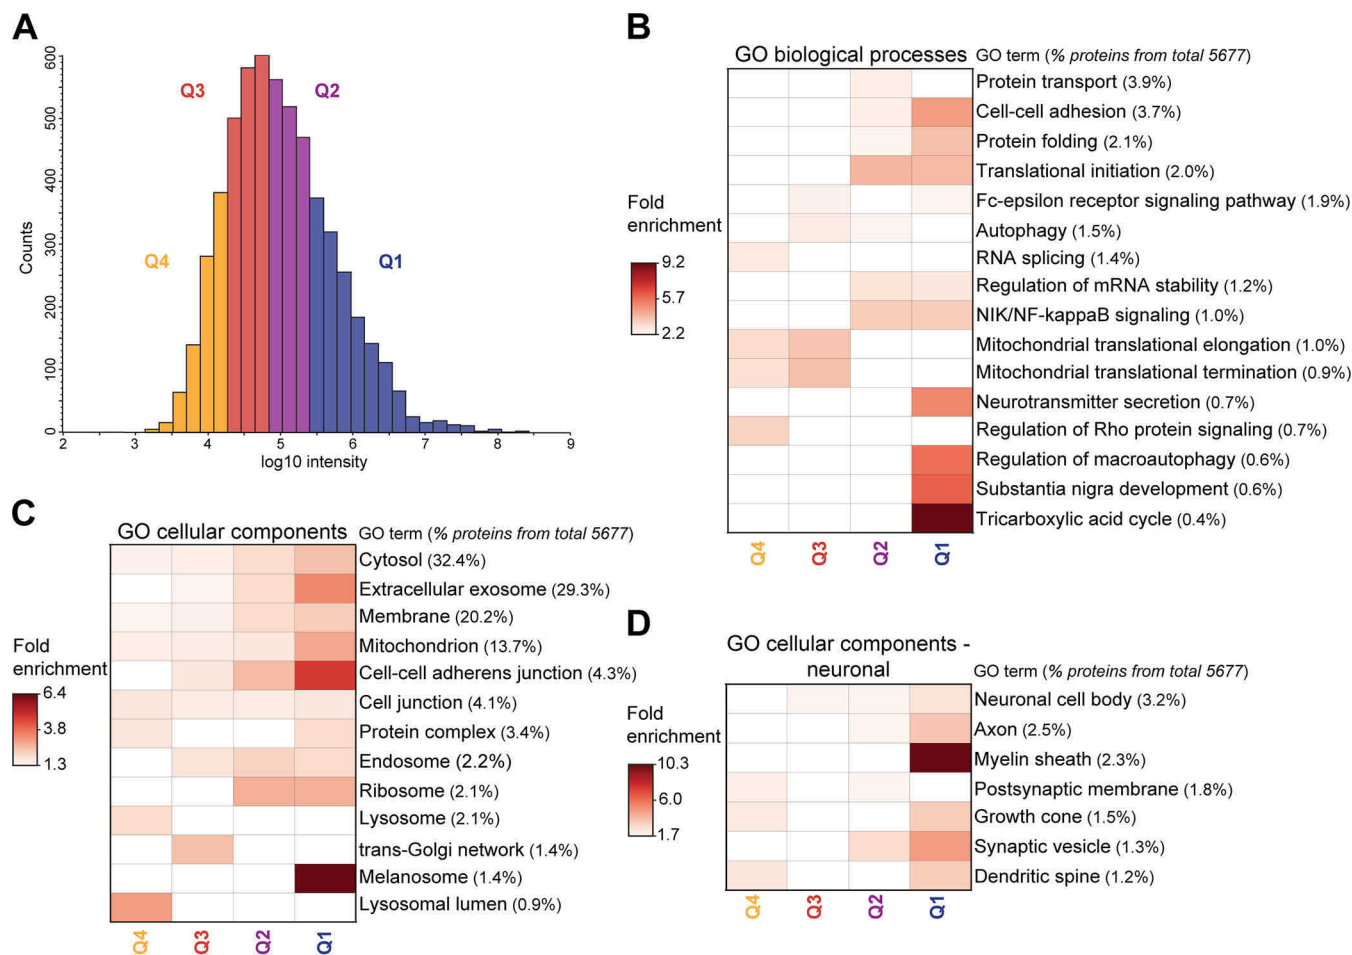 A
Q3
Q2
Q4
Q1
Counts
600
500
400
300
200
100
0
2 3 4 5 6 7 8 9
log10 intensity
B
GO biological processes GO term (% proteins from total 5677)
Protein transport (3.9%)
Cell-cell adhesion (3.7%)
Protein folding (2.1%)
Translational initiation (2.0%)
Fc-epsilon receptor signaling pathway (1.9%)
Autophagy (1.5%)
RNA splicing (1.4%)
Regulation of mRNA stability (1.2%)
NIK/NF-kappaB signaling (1.0%)
Mitochondrial translational elongation (1.0%)
Mitochondrial translational termination (0.9%)
Neurotransmitter secretion (0.7%)
Regulation of Rho protein signaling (0.7%)
Regulation of macroautophagy (0.6%)
Substantia nigra development (0.6%)
Tricarboxylic acid cycle (0.4%)
Fold
enrichment
9.2
5.7
2.2
Q4 Q3 Q2 Q1
C
GO cellular components GO term (% proteins from total 5677)
Cytosol (32.4%)
Extracellular exosome (29.3%)
Membrane (20.2%)
Mitochondrion (13.7%)
Cell-cell adherens junction (4.3%)
Cell junction (4.1%)
Protein complex (3.4%)
Endosome (2.2%)
Ribosome (2.1%)
Lysosome (2.1%)
trans-Golgi network (1.4%)
Melanosome (1.4%)
Lysosomal lumen (0.9%)
Fold
enrichment
6.4
3.8
1.3
Q4 Q3 Q2 Q1
D
GO cellular components -
neuronal
GO term (% proteins from total 5677)
Neuronal cell body (3.2%)
Axon (2.5%)
Myelin sheath (2.3%)
Postsynaptic membrane (1.8%)
Growth cone (1.5%)
Synaptic vesicle (1.3%)
Dendritic spine (1.2%)
Fold
enrichment
10.3
6.0
1.7
Q4 Q3 Q2 Q1